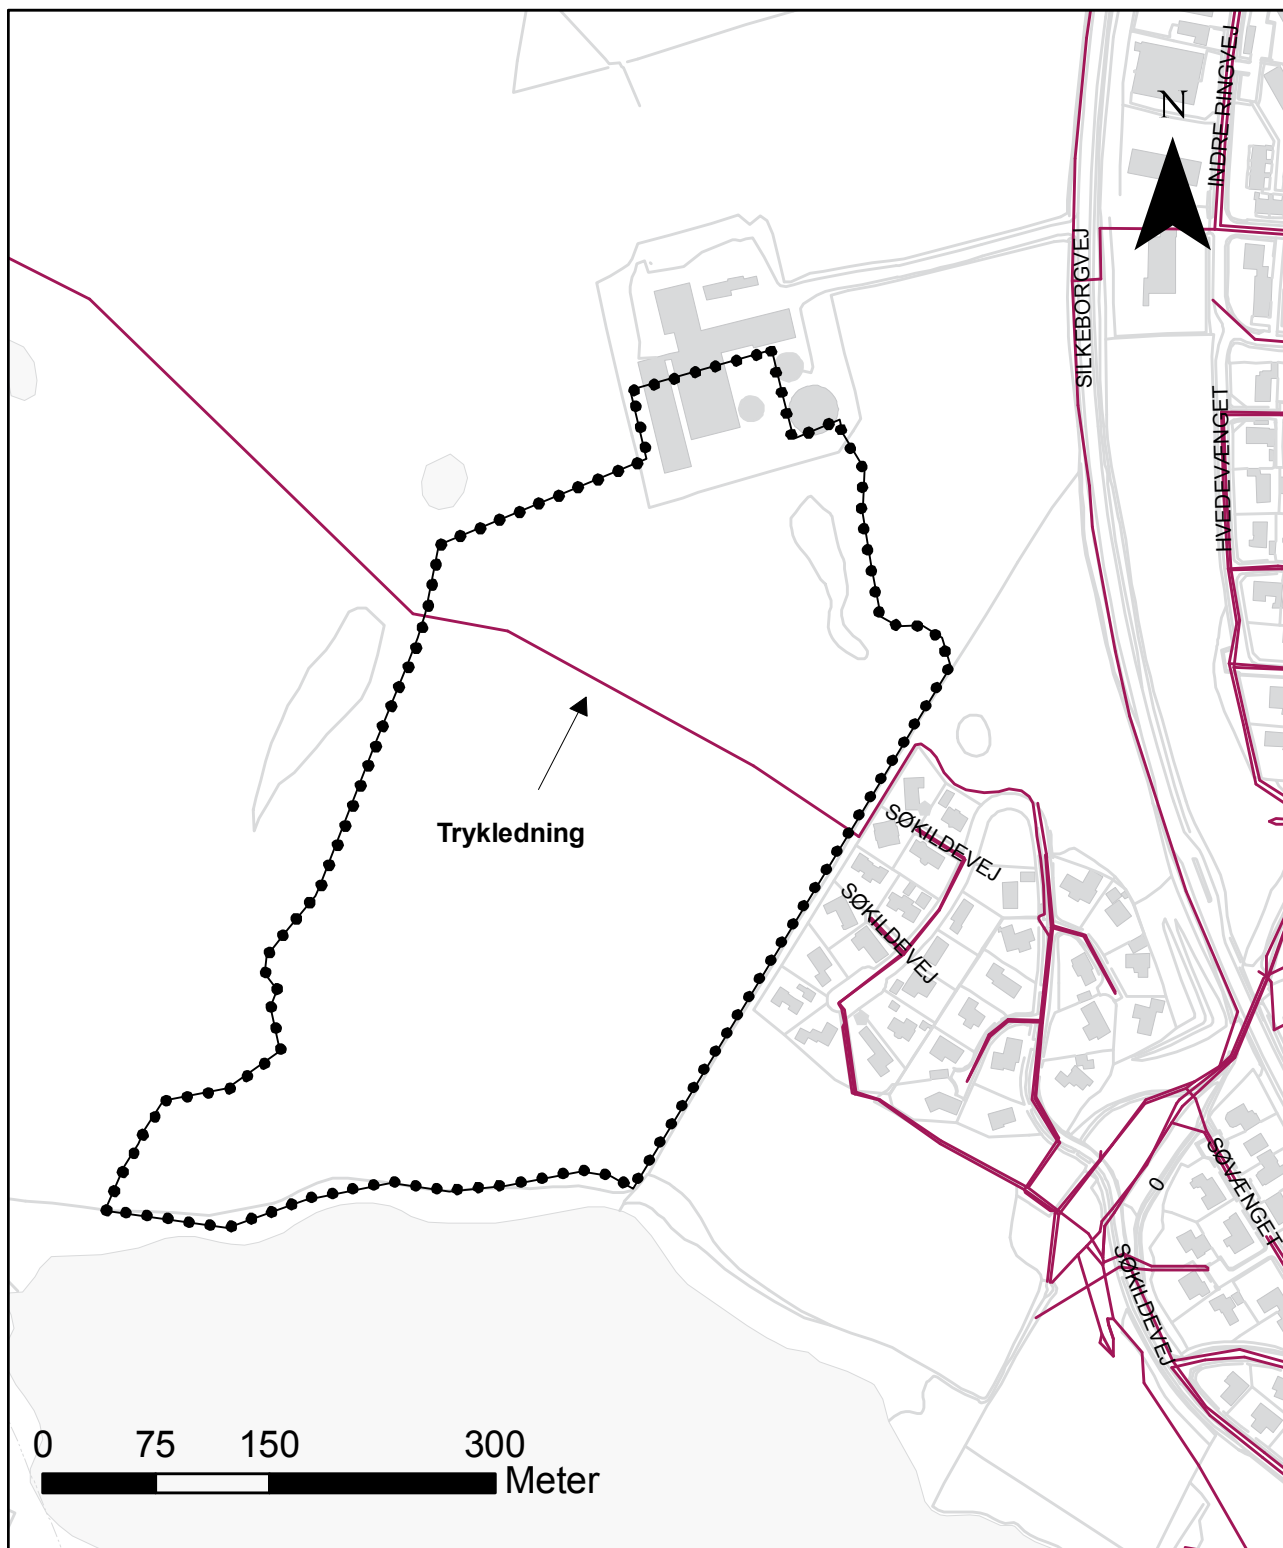 N
INDRE RINGVEJ
SILKEBORGVEJ
HVEDEVÆNGET
Trykledning
SØKILDEVEJ
SØKILDEVEJ
SØVÆNGET
0
SØKILDEVEJ
0 75 150 300
Meter